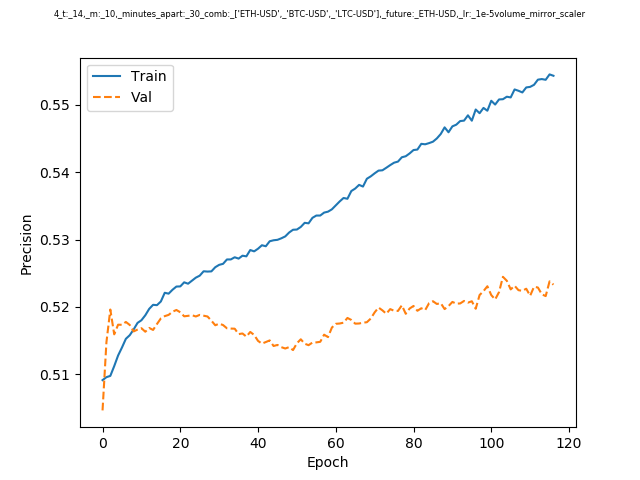 4_t:_14,_m:_10,_minutes_apart:_30_comb:_['ETH-USD',_'BTC-USD',_'LTC-USD'],_future:_ETH-USD,_lr:_1e-5volume_mirror_scaler
Train
Val
0.55
0.54
0.53
0.52
0.51
Precision
0 20 40 60 80 100 120
Epoch